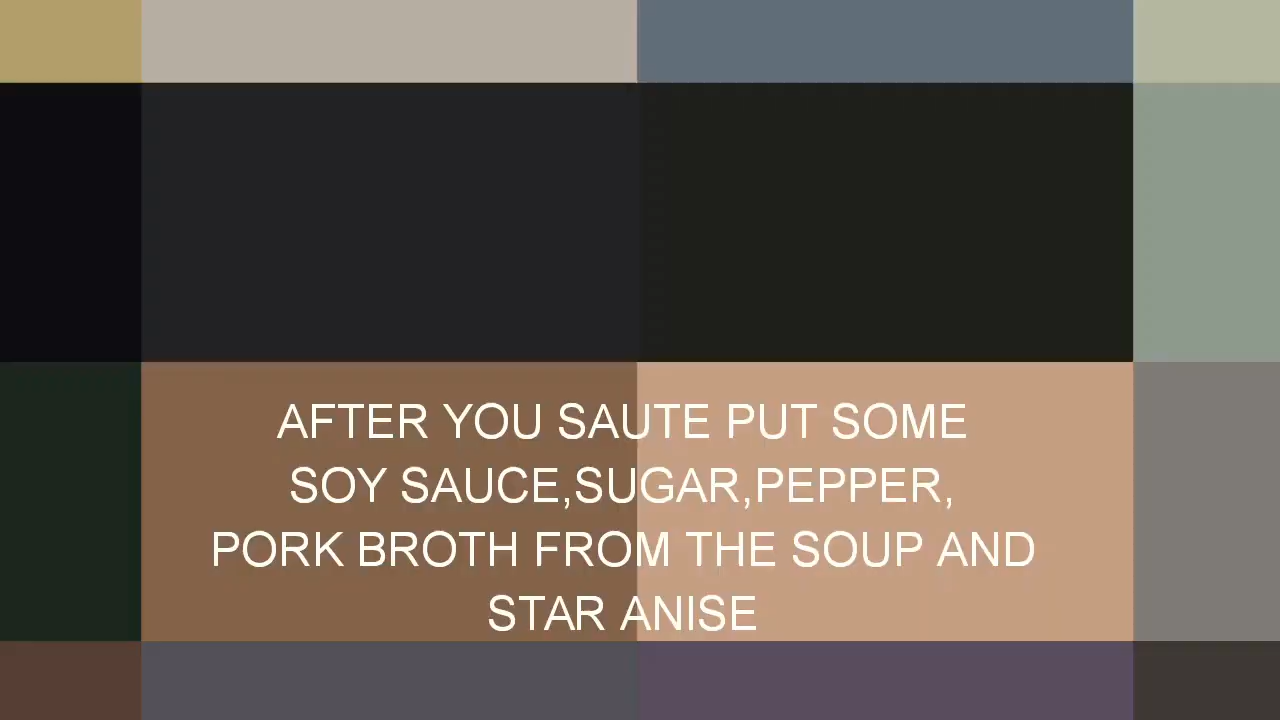 AFTER YOU SAUTE PUT SOME
SOY SAUCE,SUGAR,PEPPER,
PORK BROTH FROM THE SOUP AND
STAR ANISE